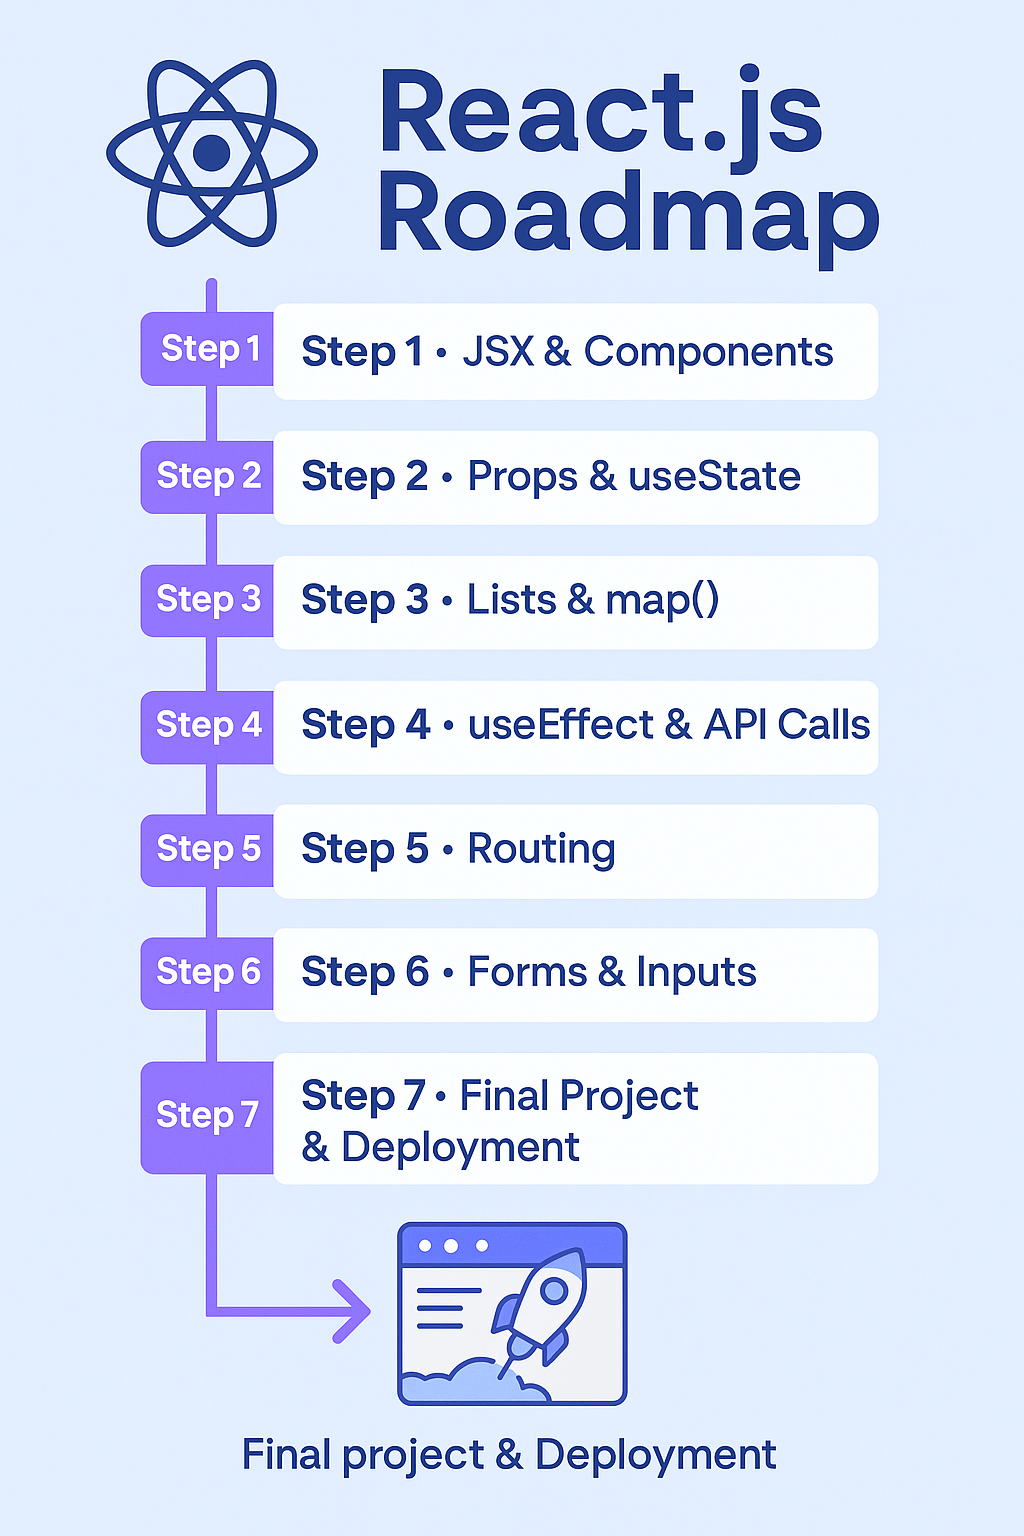 React.js
Roadmap
Step 1
Step 1 • JSX & Components
Step 2
Step 2 • Props & useState
Step 3
Step 3 • Lists & map()
Step 4
Step 4 • useEffect & API Calls
Step 5
Step 5 • Routing
Step 6
Step 6 • Forms & Inputs
Step 7
Step 7 • Final Project
& Deployment
Final project & Deployment